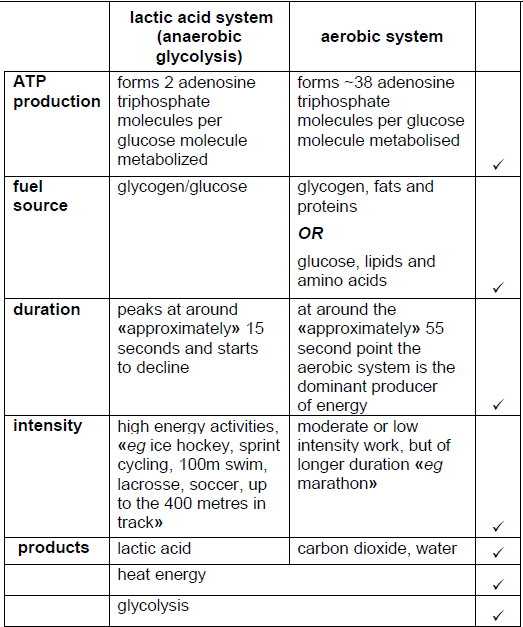 lactic acid system
(anaerobic
glycolysis)
aerobic system
ATP
production
forms 2 adenosine
triphosphate
molecules per
glucose molecule
metabolized
forms ~38 adenosine
triphosphate
molecules per glucose
molecule metabolised
✓
fuel
source
glycogen/glucose
glycogen, fats and
proteins
OR
glucose, lipids and
amino acids
✓
duration
peaks at around
«approximately» 15
seconds and starts
to decline
at around the
«approximately» 55
second point the
aerobic system is the
dominant producer
of energy
✓
intensity
high energy activities,
«eg ice hockey, sprint
cycling, 100m swim,
lacrosse, soccer, up
to the 400 metres in
track»
moderate or low
intensity work, but of
longer duration «eg
marathon»
✓
products
lactic acid
carbon dioxide, water
✓
heat energy
✓
glycolysis
✓